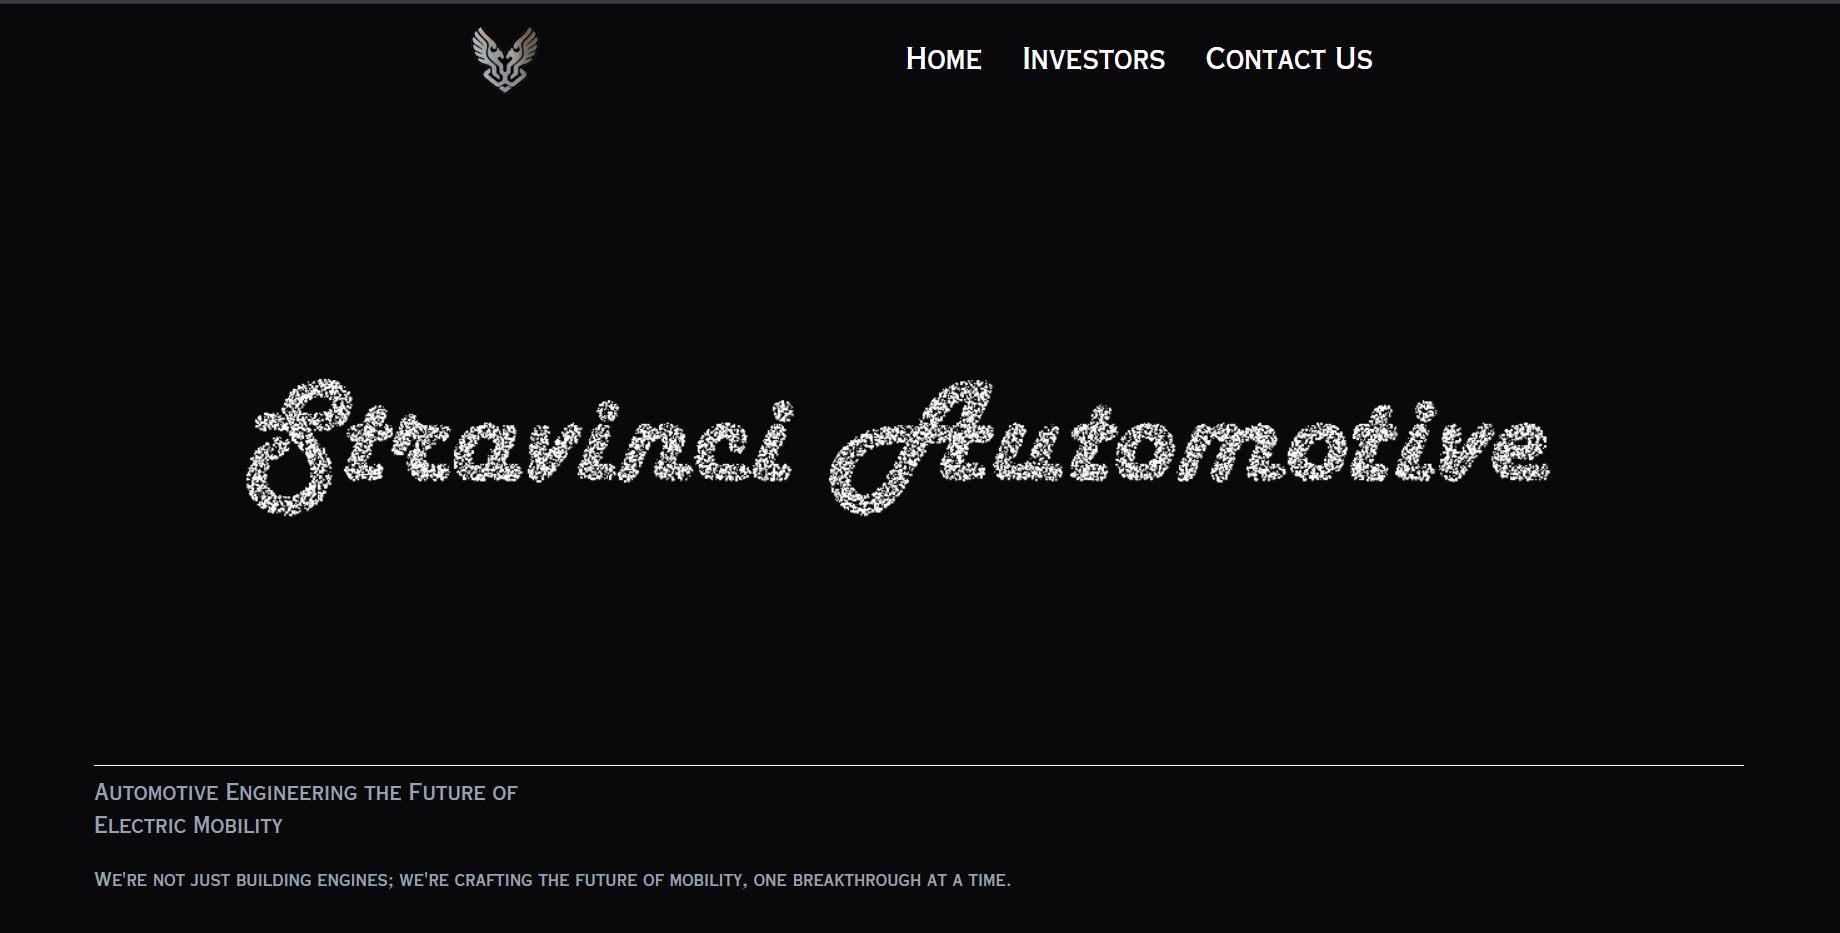 Home Investors Contact Us
Stravinci Automotive
Automotive Engineering the Future of
Electric Mobility
We're not just building engines; we're crafting the future of mobility, one breakthrough at a time.